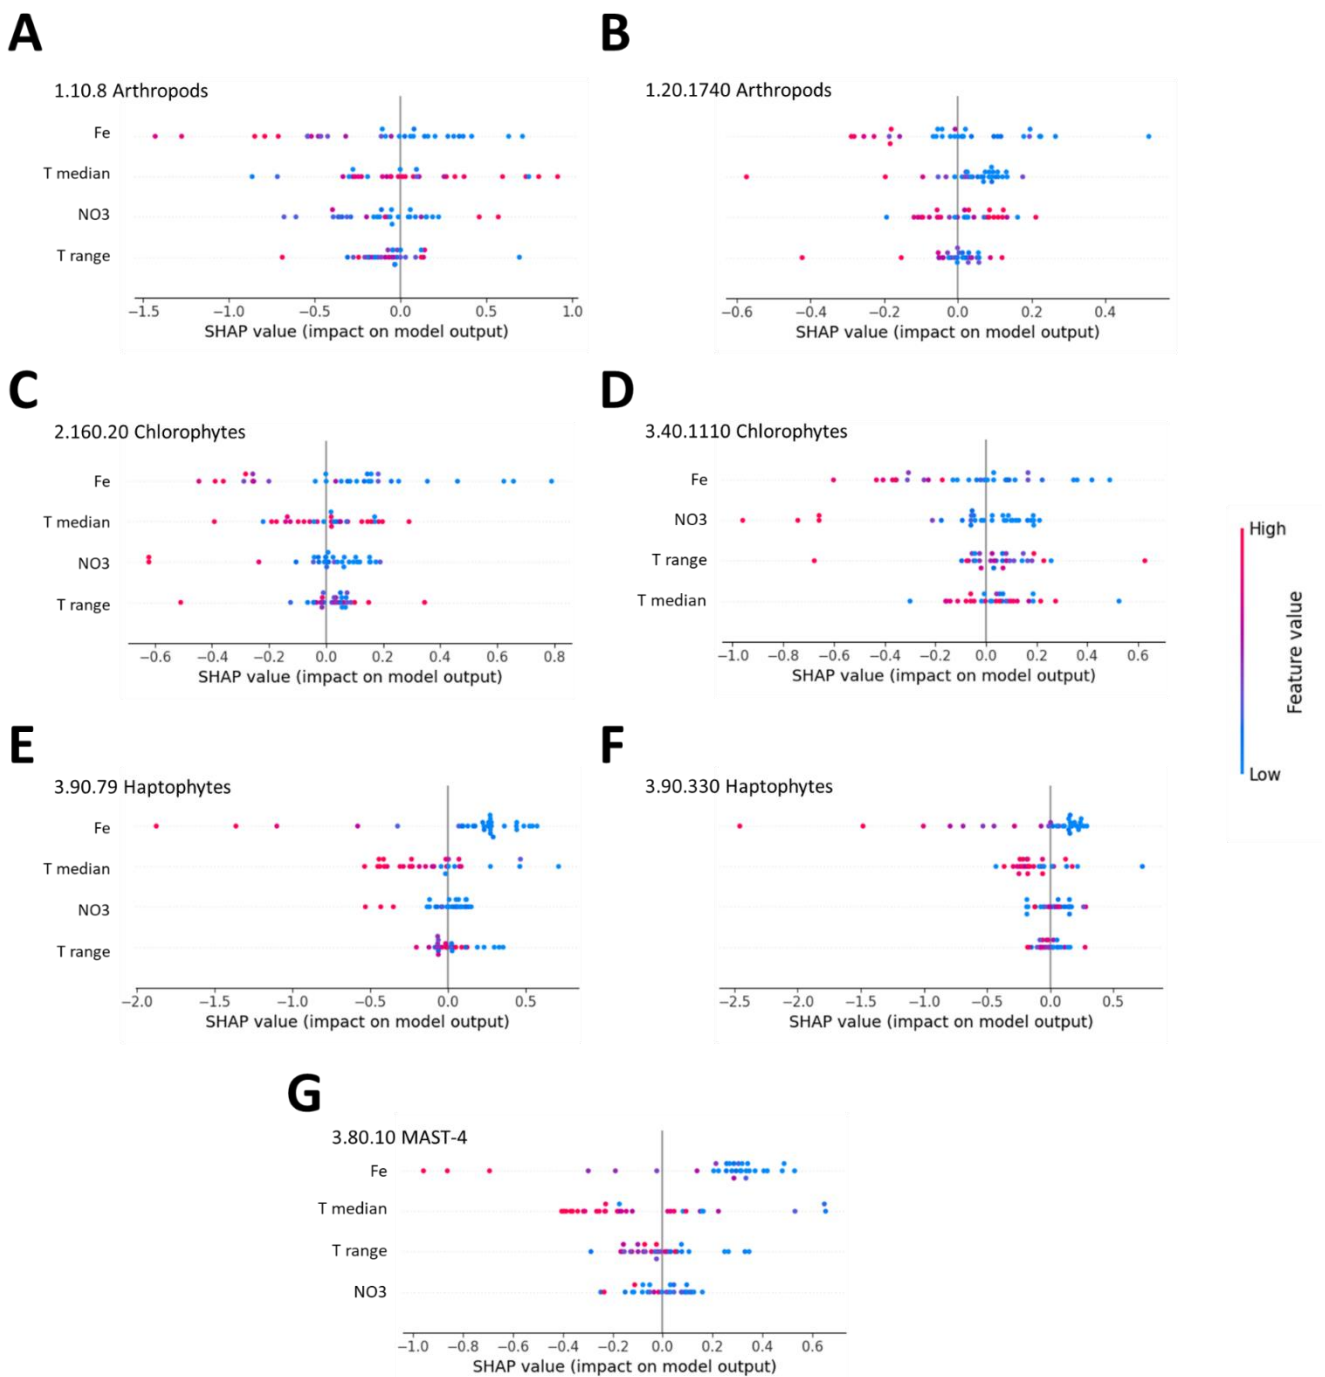 A
1.10.8 Arthropods
Fe
T median
NO3
T range
−1.5 −1.0 −0.5 0.0 0.5 1.0
SHAP value (impact on model output)
B
1.20.1740 Arthropods
−0.6 −0.4 −0.2 0.0 0.2 0.4
SHAP value (impact on model output)
C
2.160.20 Chlorophytes
Fe
T median
NO3
T range
−0.6 −0.4 −0.2 0.0 0.2 0.4 0.6 0.8
SHAP value (impact on model output)
D
3.40.1110 Chlorophytes
Fe
NO3
T range
T median
−1.0 −0.8 −0.6 −0.4 −0.2 0.0 0.2 0.4 0.6
SHAP value (impact on model output)
High
Feature value
Low
E
3.90.79 Haptophytes
Fe
T median
NO3
T range
−2.0 −1.5 −1.0 −0.5 0.0 0.5
SHAP value (impact on model output)
F
3.90.330 Haptophytes
−2.5 −2.0 −1.5 −1.0 −0.5 0.0 0.5
SHAP value (impact on model output)
G
3.80.10 MAST-4
Fe
T median
T range
NO3
−1.0 −0.8 −0.6 −0.4 −0.2 0.0 0.2 0.4 0.6
SHAP value (impact on model output)